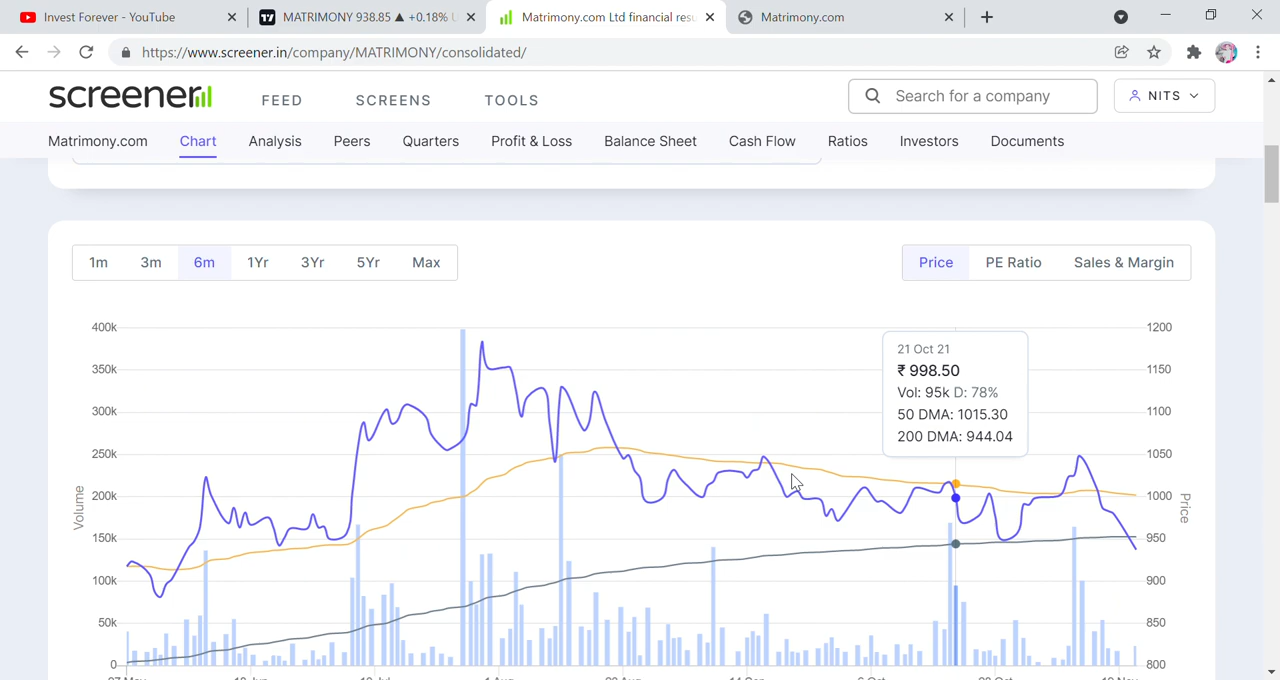 Invest Forever - YouTube
MATRIMONY 938.85 ▲ +0.18%
Matrimony.com Ltd financial resu
Matrimony.com
https://www.screener.in/company/MATRIMONY/consolidated/
screener
FEED
SCREENS
TOOLS
Search for a company
NITS
Matrimony.com
Chart
Analysis
Peers
Quarters
Profit & Loss
Balance Sheet
Cash Flow
Ratios
Investors
Documents
1m
3m
6m
1Yr
3Yr
5Yr
Max
Price
PE Ratio
Sales & Margin
400k
350k
300k
250k
200k
150k
100k
50k
0
Volume
21 Oct 21
₹ 998.50
Vol: 95k D: 78%
50 DMA: 1015.30
200 DMA: 944.04
1200
1150
1100
1050
1000
950
900
850
800
Price